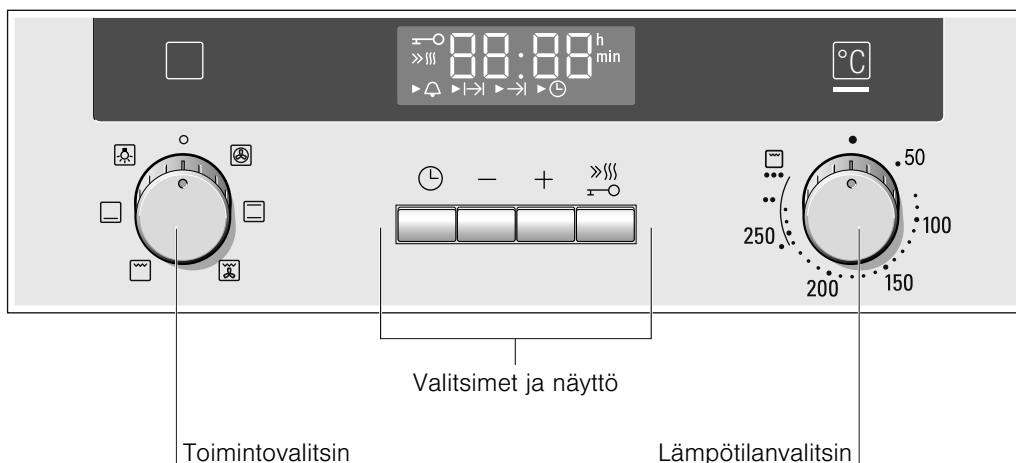 88:88 h
min
°C
50
100
150
200
250
Valitsimet ja näyttö
Toimintovalitsin
Lämpötilanvalitsin